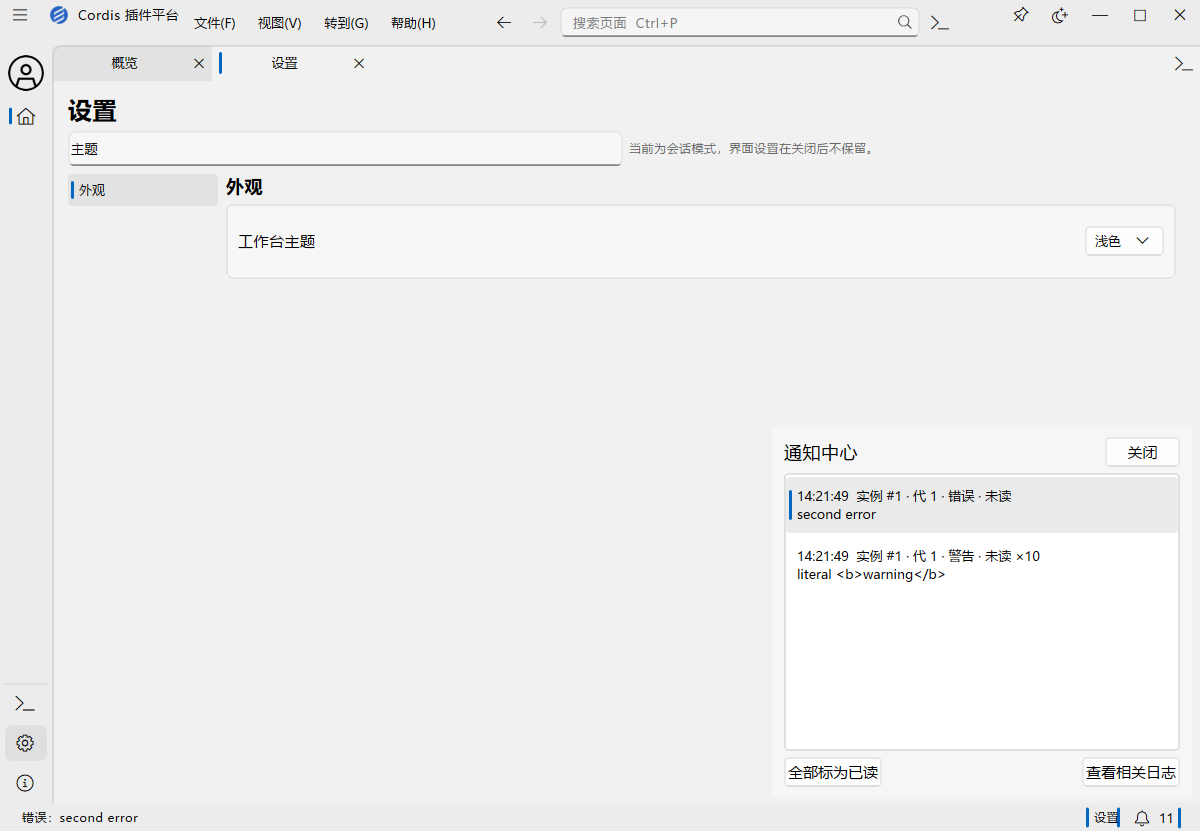 Cordis 插件平台 文件(F) 视图(V) 转到(G) 帮助(H) 搜索页面 Ctrl+P
概览 设置
设置
主题 当前为会话模式，界面设置在关闭后不保留。
外观 外观
工作台主题 浅色
通知中心 关闭
14:21:49 实例 #1 · 代 1 · 错误 · 未读
second error
14:21:49 实例 #1 · 代 1 · 警告 · 未读 ×10
literal <b>warning</b>
全部标为已读 查看相关日志
错误：second error 设置 11